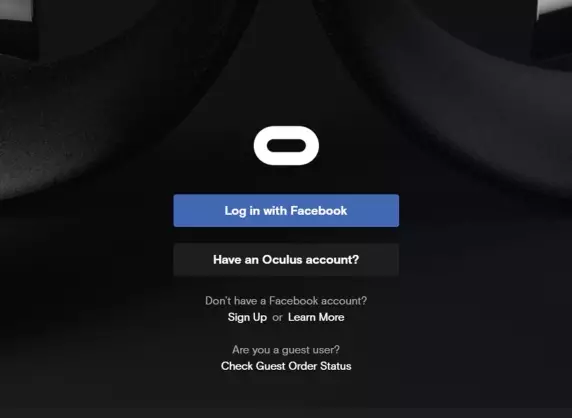 Log in with Facebook
Have an Oculus account?
Don't have a Facebook account?
Sign Up or Learn More
Are you a guest user?
Check Guest Order Status